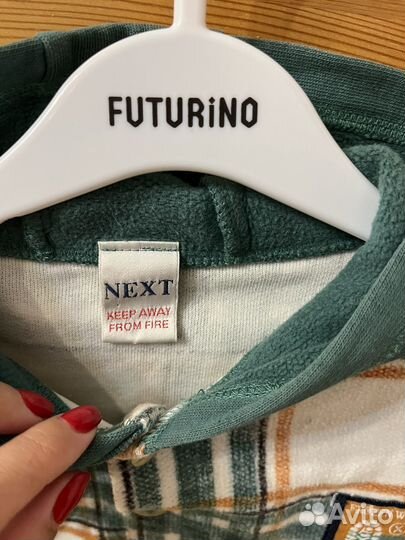 FUTURiNO
NEXT
KEEP AWAY
FROM FIRE
Avito